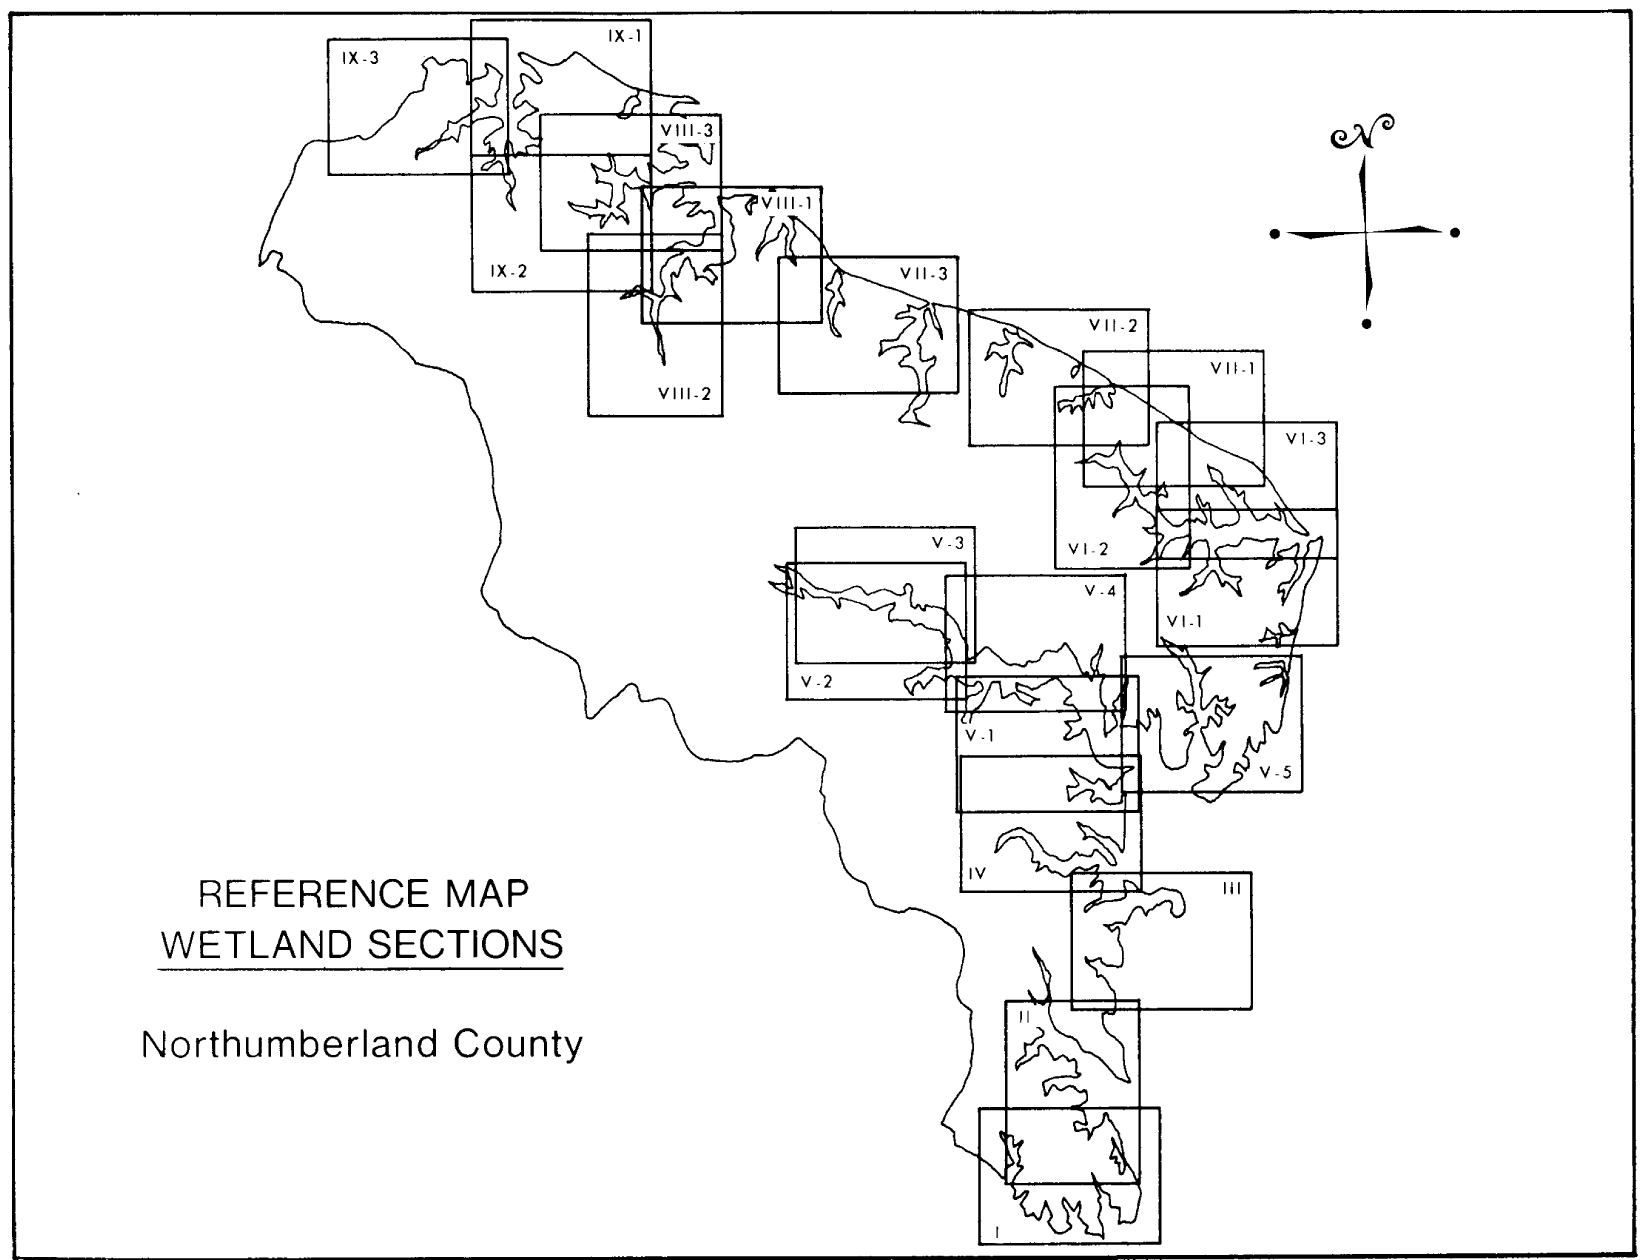 IX-1
IX-3
VIII-3
VIII-1
IX-2
VII-3
VII-2
VII-1
VIII-2
VI-3
V-3
VI-2
V-4
VI-1
V-2
V-1
V-5
IV
III
REFERENCE MAP
WETLAND SECTIONS
II
Northumberland County
I
N